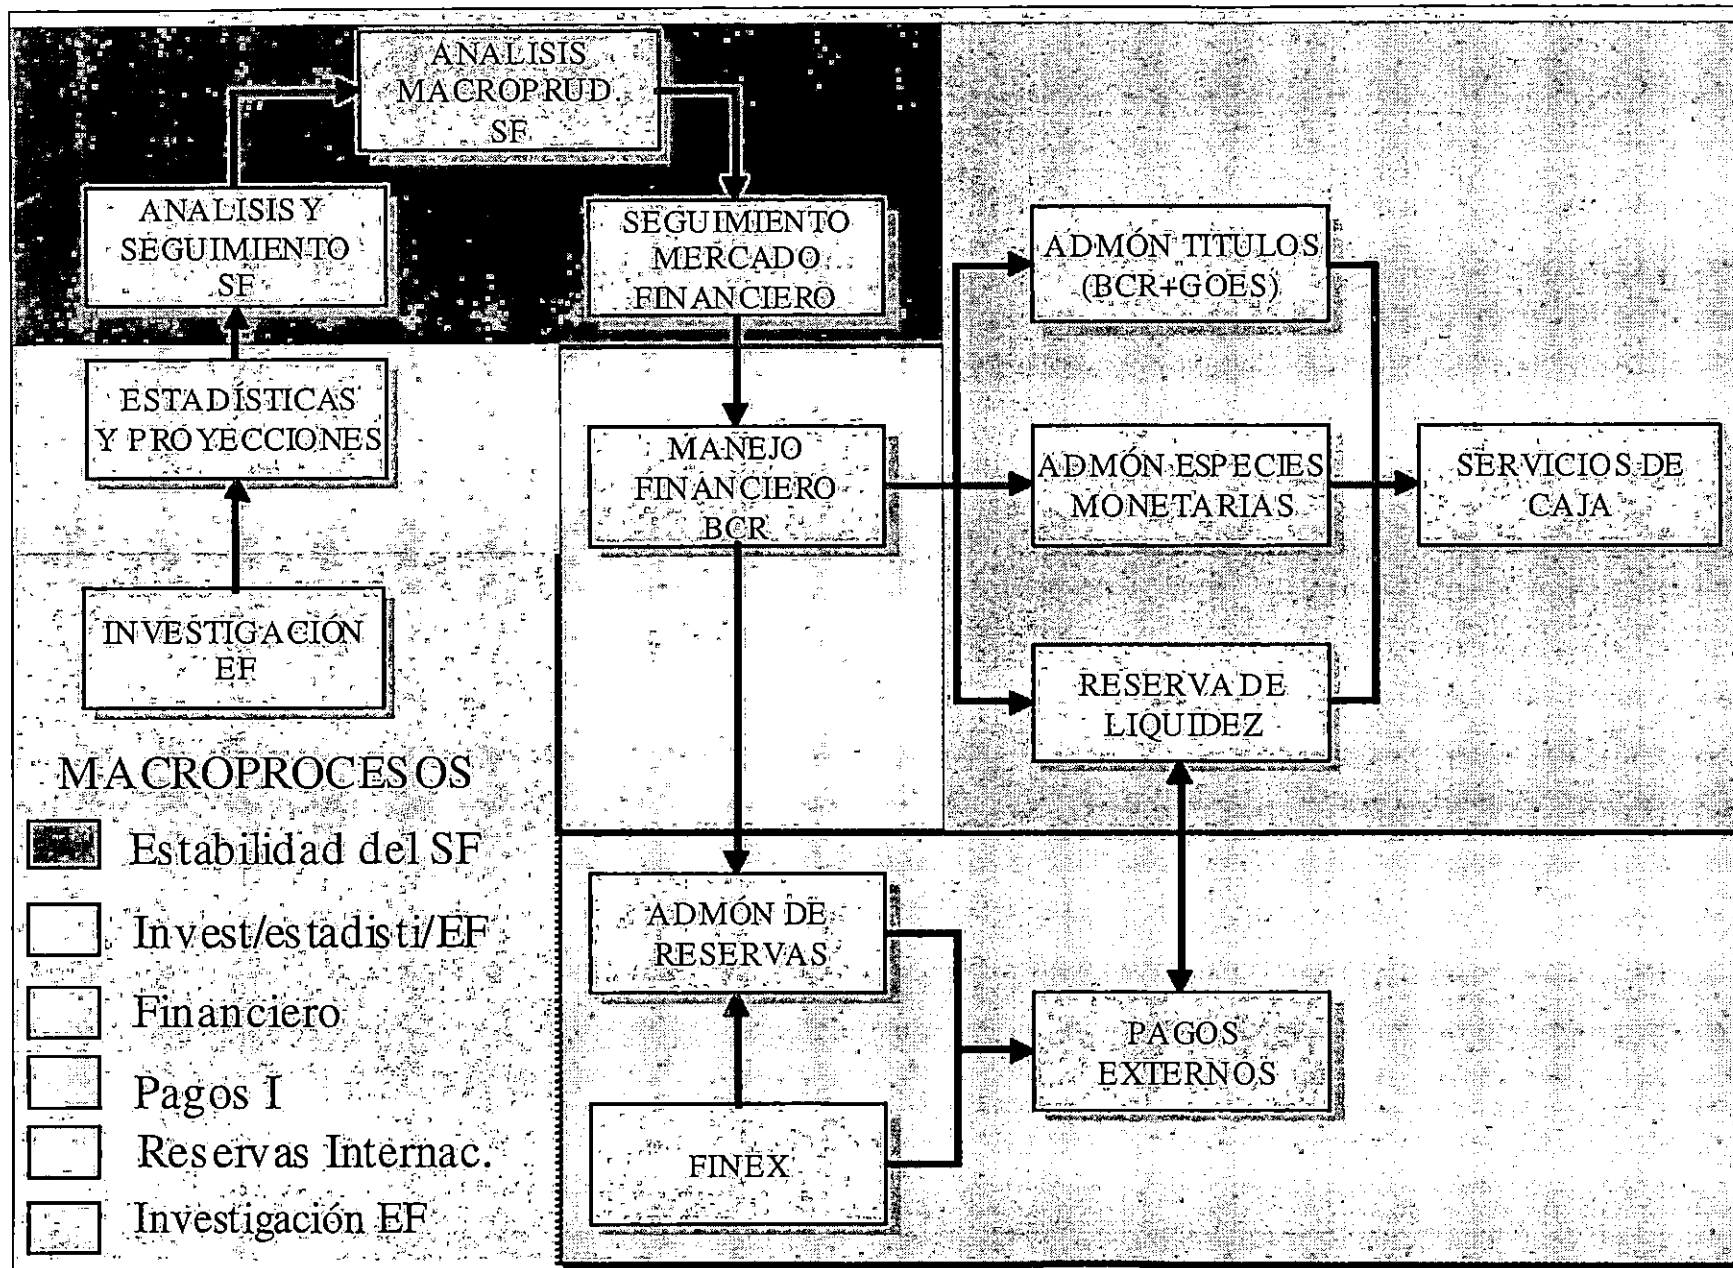 ANALISIS
MACROPRUD.
SF
ANALISIS Y
SEGUIMIENTO
SF
SEGUIMIENTO
MERCADO
FINANCIERO
ADMÓN TITULOS
(BCR+GOES)
ESTADÍSTICAS
Y PROYECCIONES
MANEJO
FINANCIERO
BCR
ADMÓN ESPECIES
MONETARIAS
SERVICIOS DE
CAJA
INVESTIGACIÓN
EF
RESERVA DE
LIQUIDEZ
MACROPROCESOS
Estabilidad del SF
Invest/estadisti/EF
Financiero
Pagos I
Reservas Internac.
Investigación EF
ADMÓN DE
RESERVAS
PAGOS
EXTERNOS
FINEX